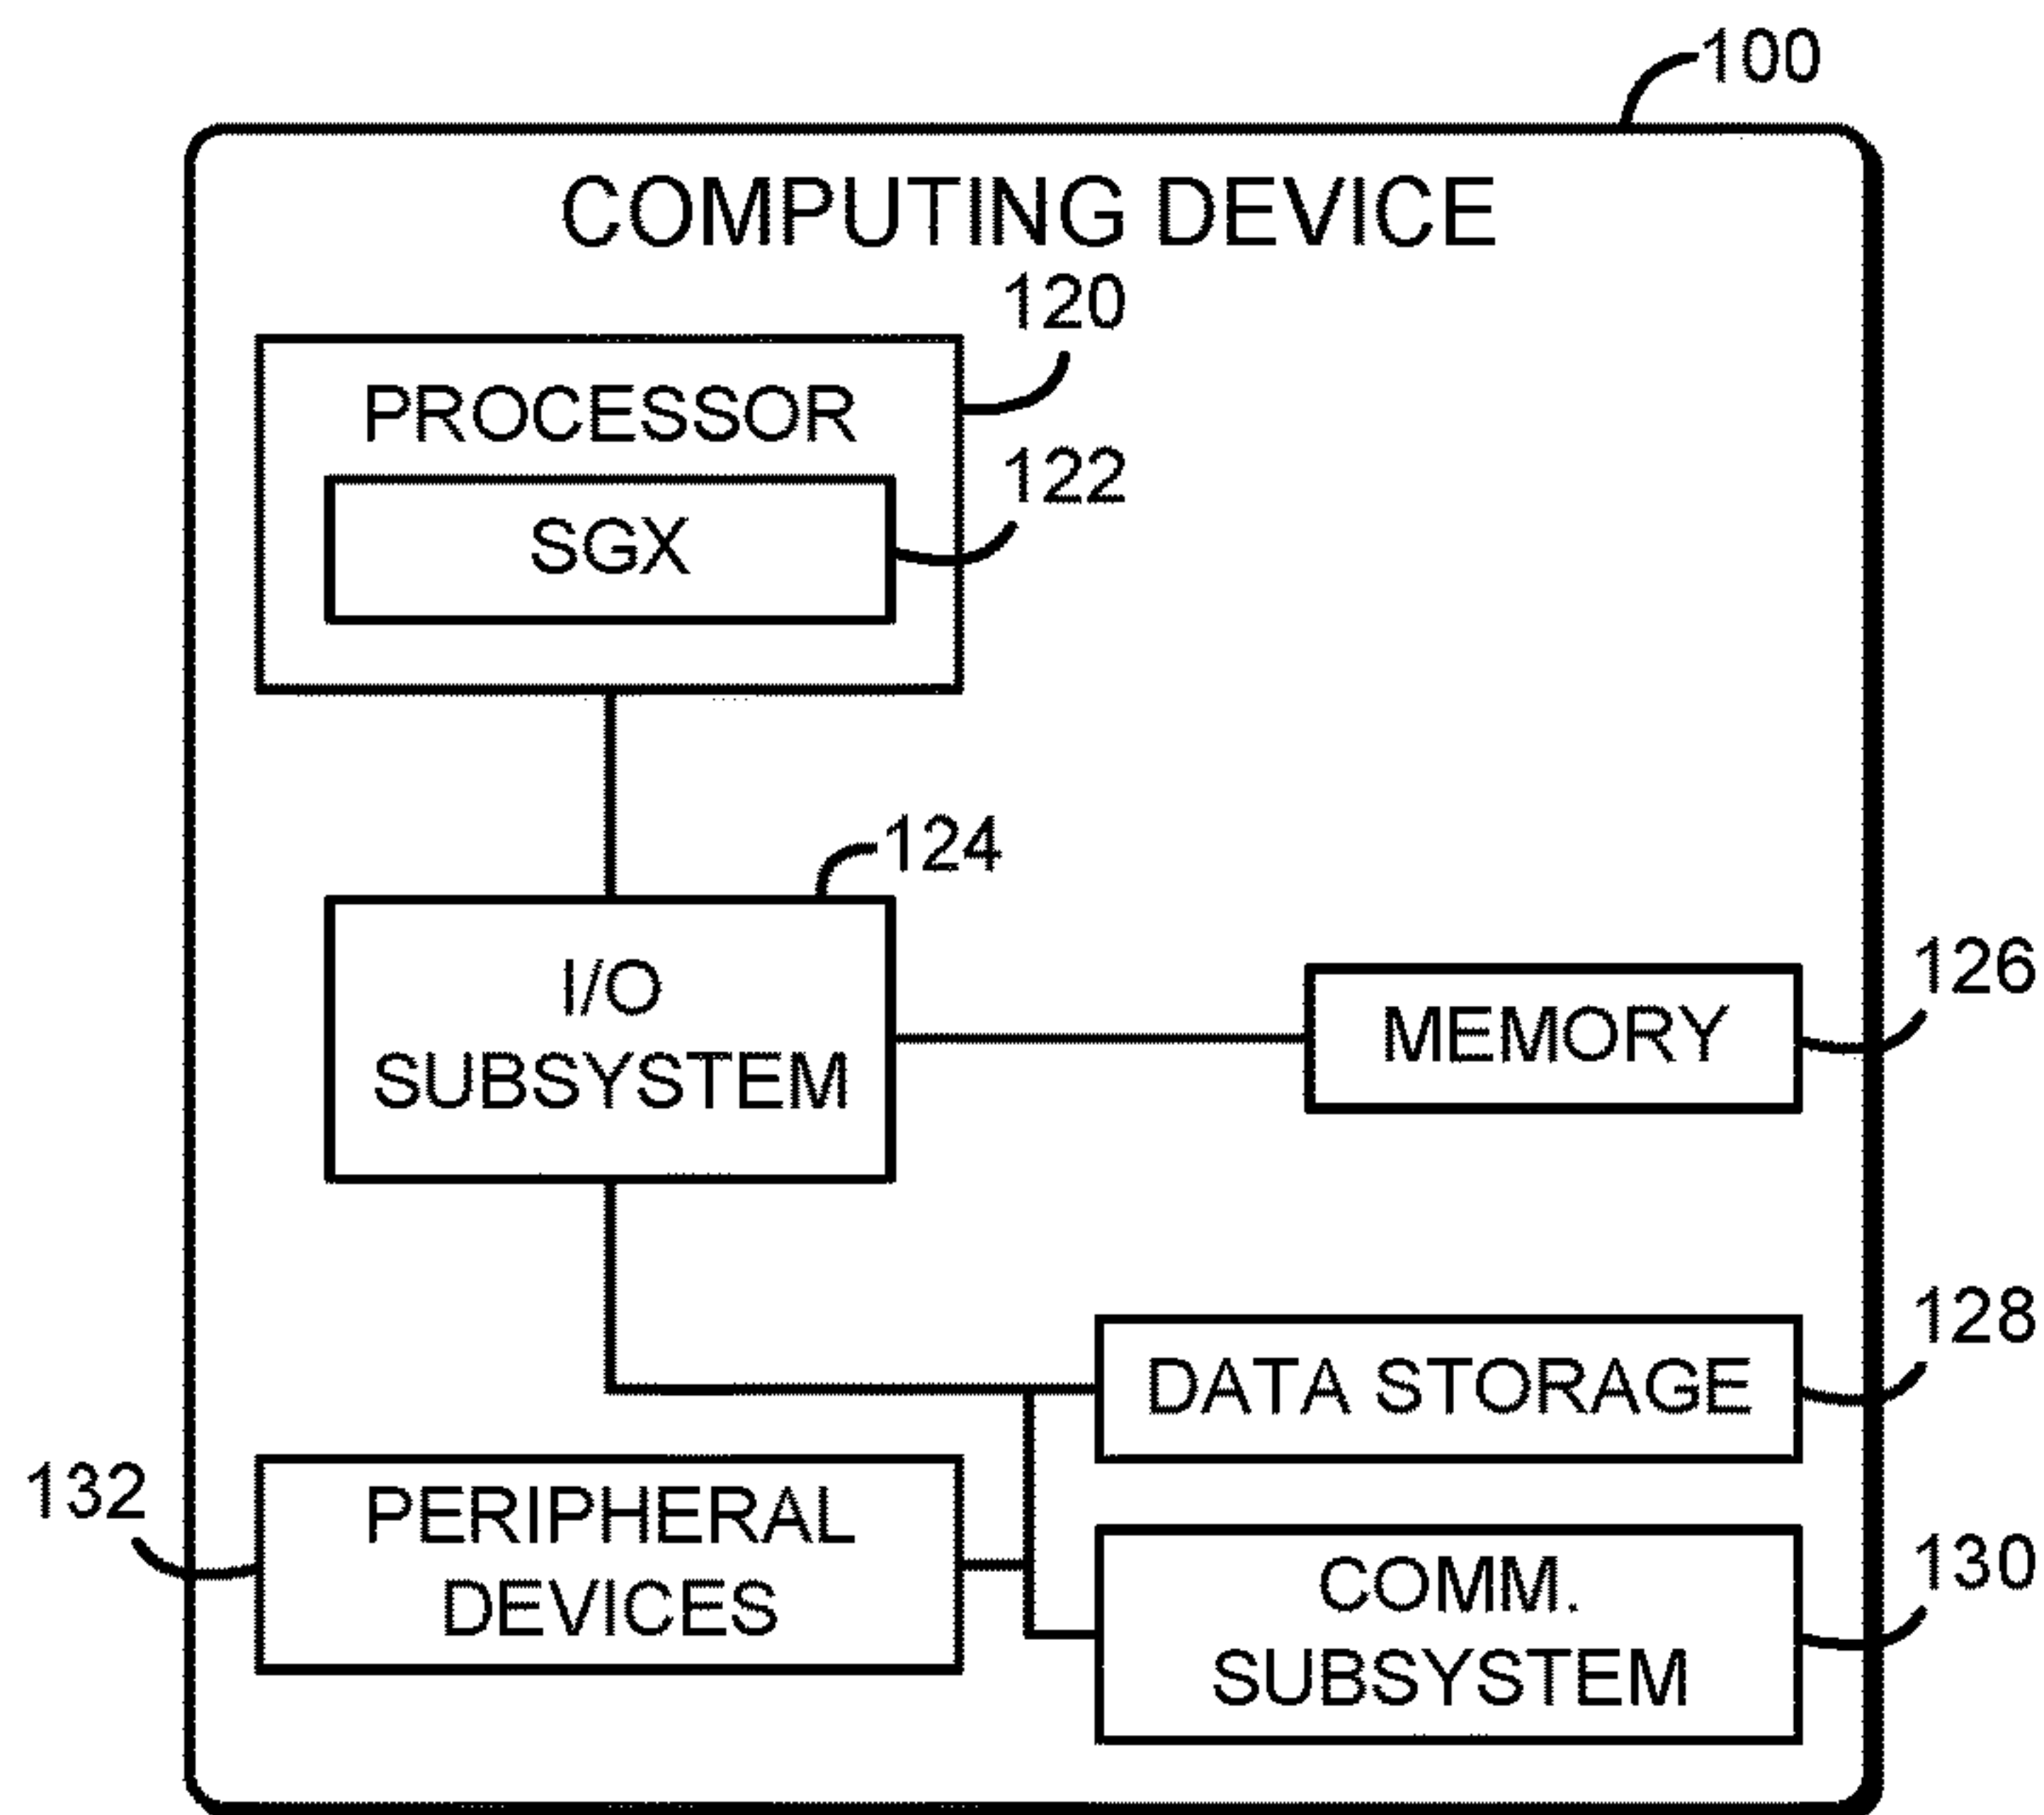 100
COMPUTING DEVICE
120
PROCESSOR
122
SGX
124
I/O
SUBSYSTEM
126
MEMORY
128
DATA STORAGE
132
PERIPHERAL
DEVICES
130
COMM.
SUBSYSTEM